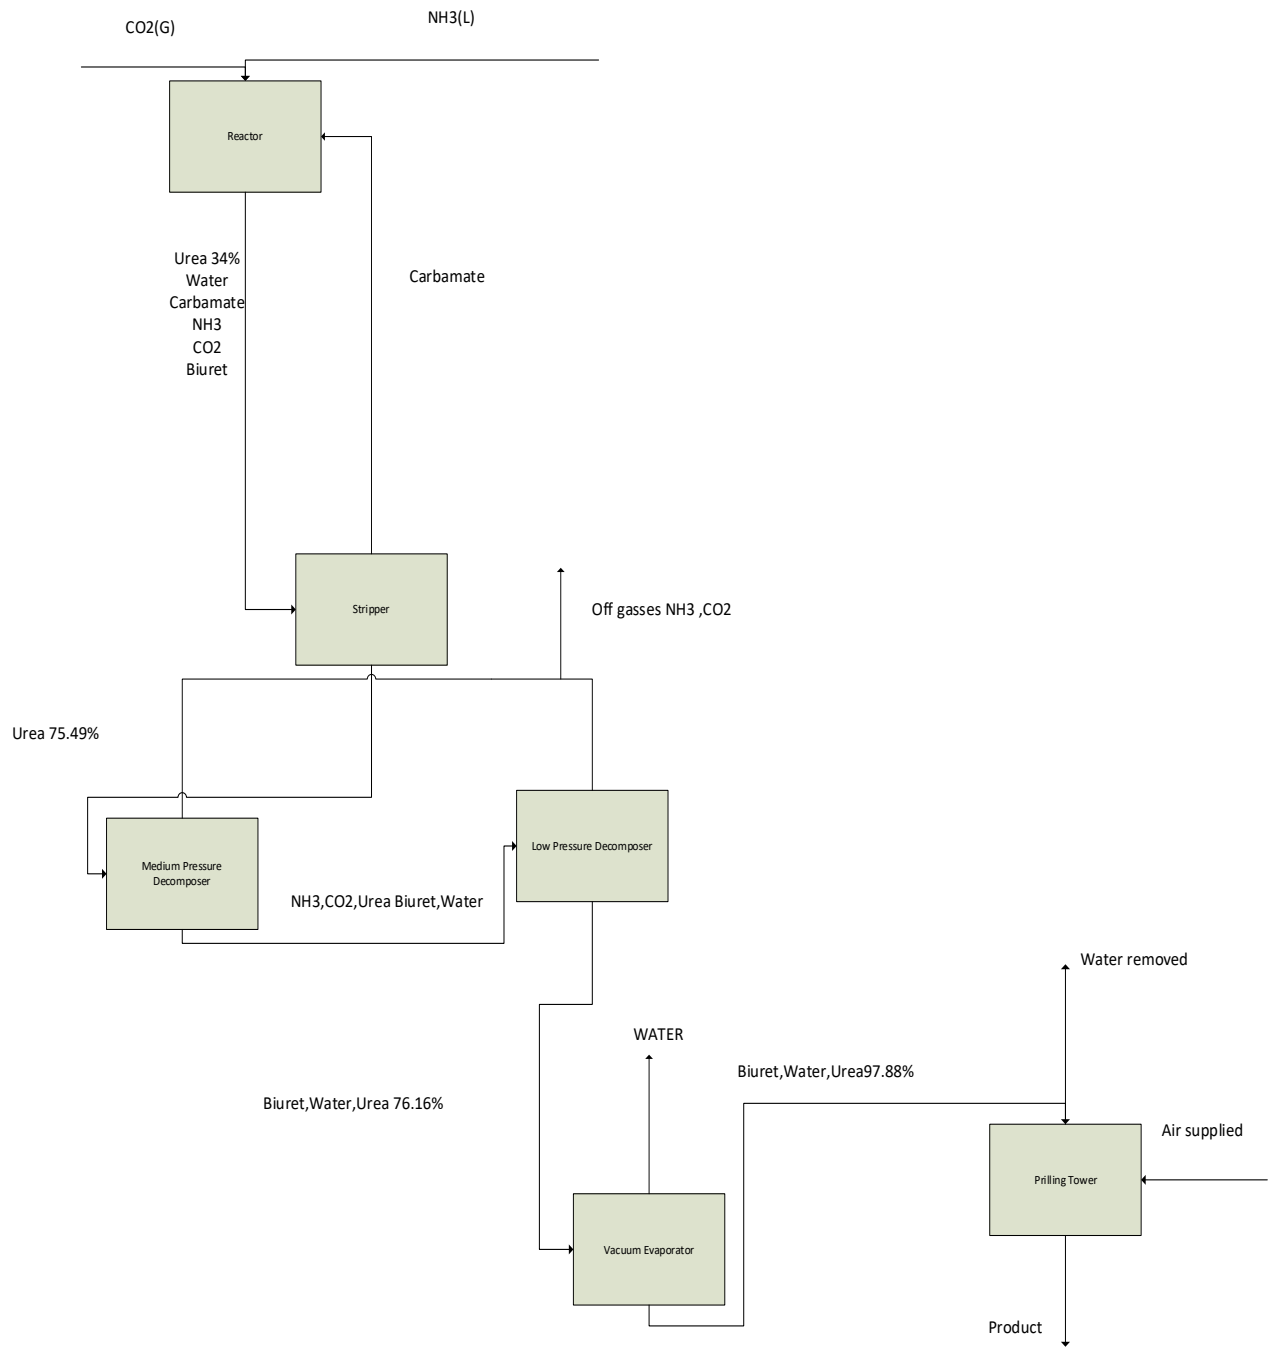 CO2(G)
NH3(L)
Reactor
Urea 34%
Water
Carbamate
NH3
CO2
Biuret
Carbamate
Stripper
Off gasses NH3 ,CO2
Urea 75.49%
Medium Pressure
Decomposer
NH3,CO2,Urea Biuret,Water
Low Pressure Decomposer
Water removed
WATER
Biuret,Water,Urea97.88%
Biuret,Water,Urea 76.16%
Air supplied
Prilling Tower
Vacuum Evaporator
Product